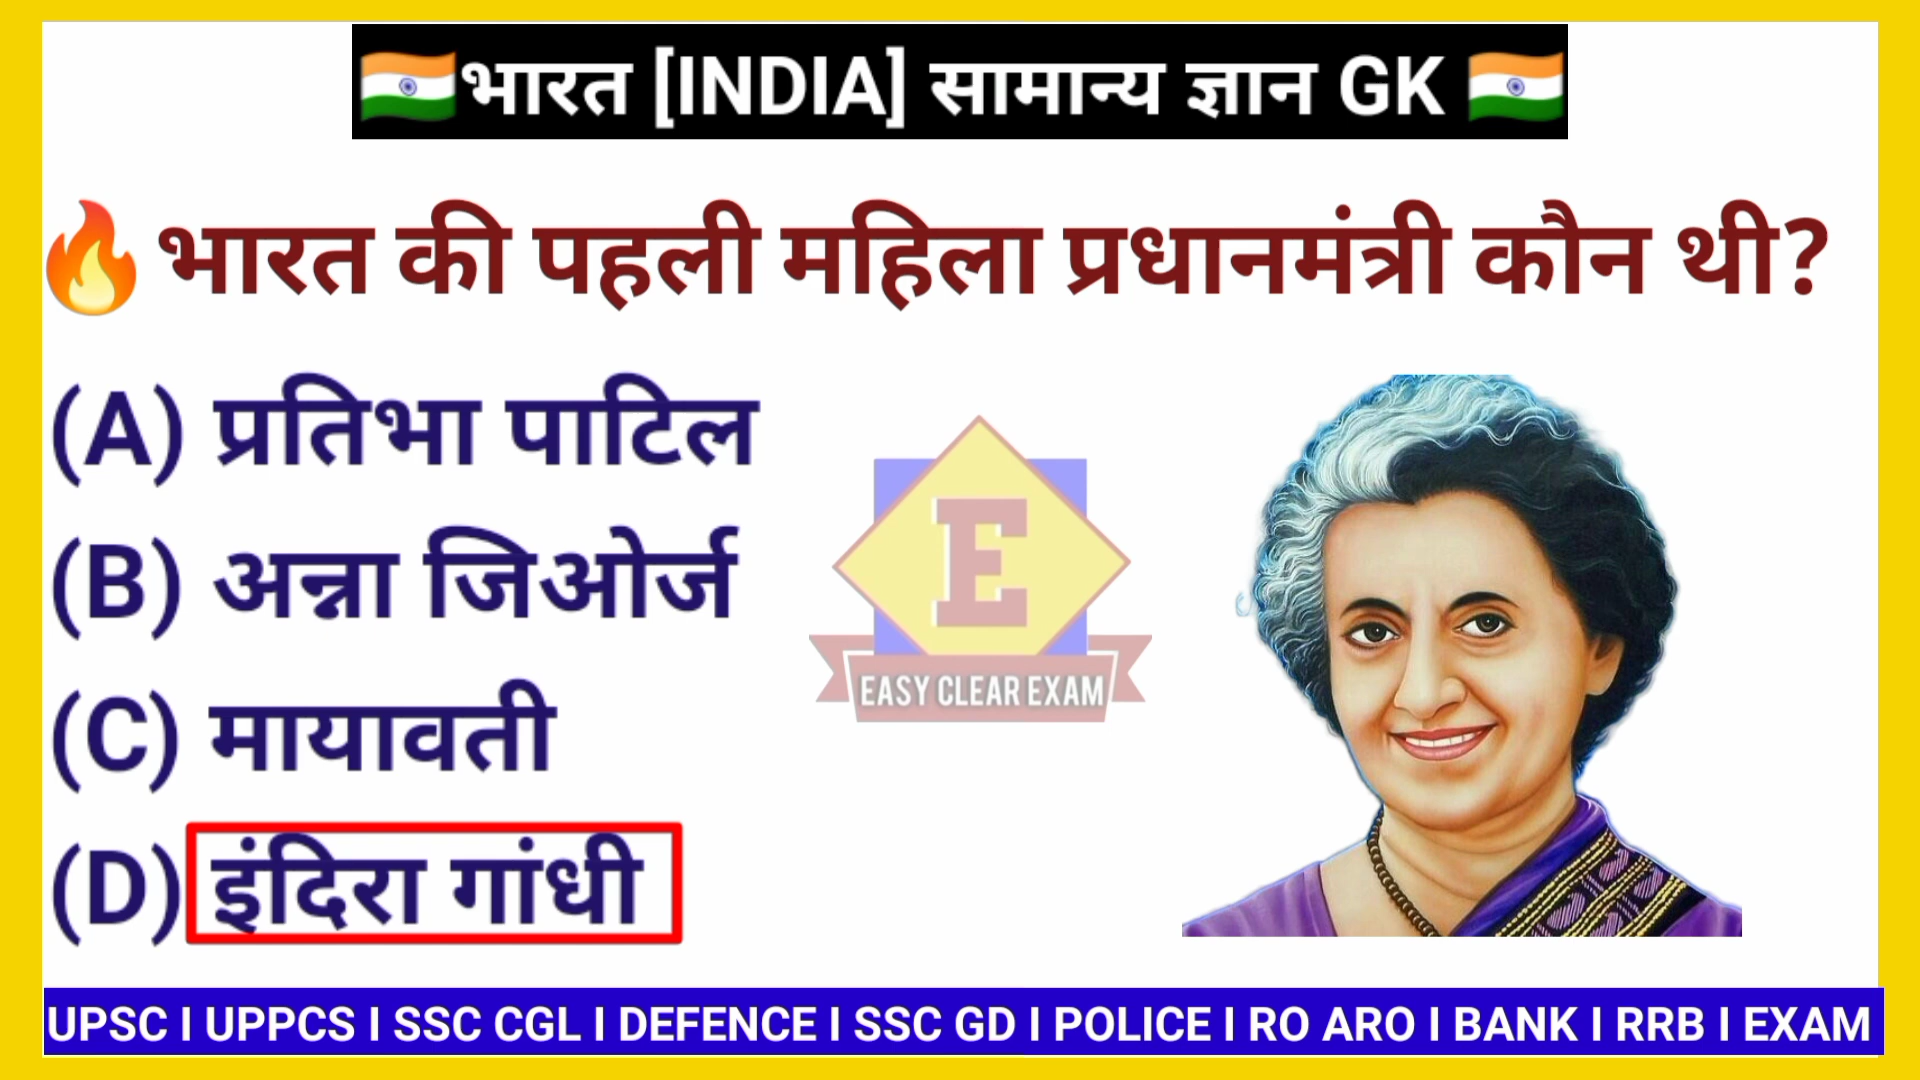 🇮🇳भारत [INDIA] सामान्य ज्ञान GK 🇮🇳
🔥भारत की पहली महिला प्रधानमंत्री कौन थी?
(A) प्रतिभा पाटिल
(B) अन्ना जिओर्ज
(C) मायावती
(D) इंदिरा गांधी
E
EASY CLEAR EXAM
UPSC I UPPCS I SSC CGL I DEFENCE I SSC GD I POLICE I RO ARO I BANK I RRB I EXAM